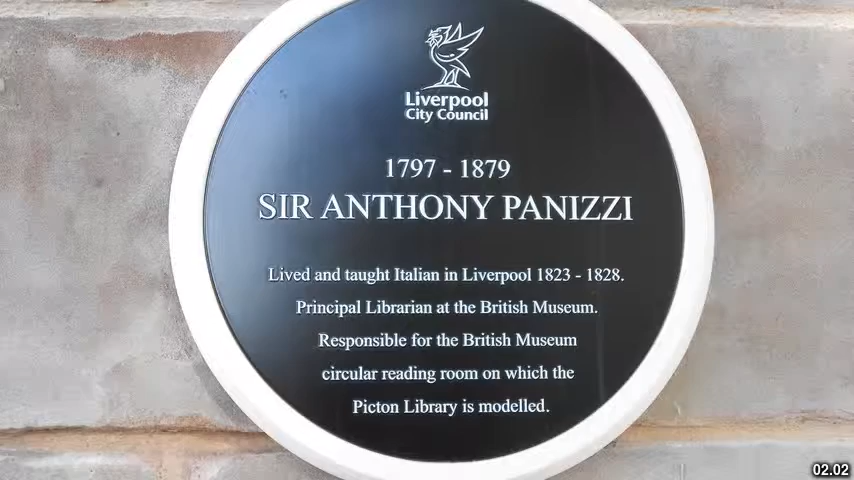 Liverpool
City Council
1797 - 1879
SIR ANTHONY PANIZZI
Lived and taught Italian in Liverpool 1823 - 1828.
Principal Librarian at the British Museum.
Responsible for the British Museum
circular reading room on which the
Picton Library is modelled.
02.02